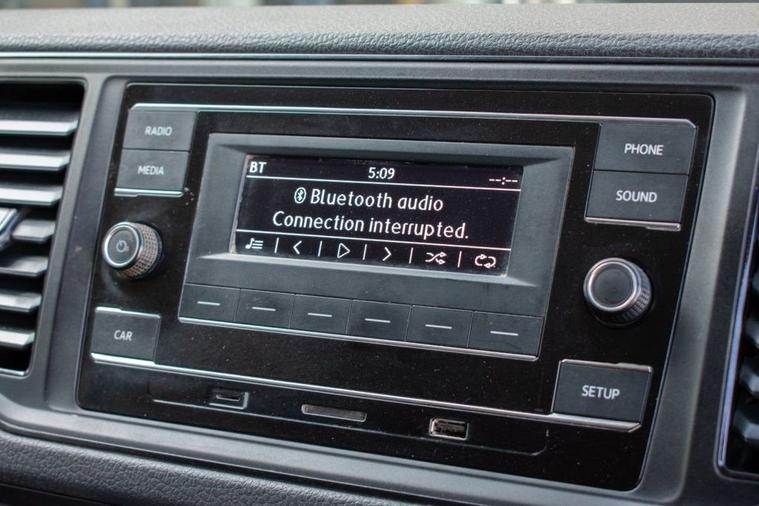 RADIO
MEDIA
BT 5:09 --:--
Bluetooth audio
Connection interrupted.
PHONE
SOUND
CAR
SETUP